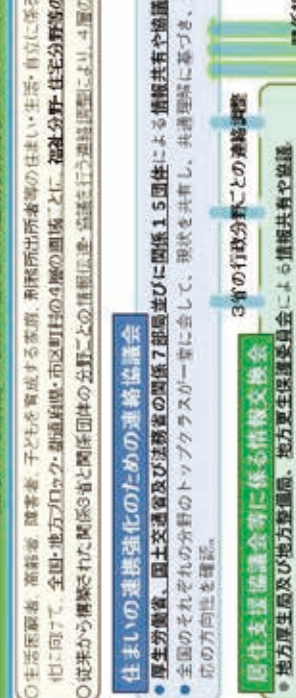 ○生活困窮者、高齢者、障害者、子どもを育成する家庭、刑務所出所者等の住まい・生活・自立に係る
化に向けて、全国・地方ブロック・都道府県・市区町村の4層の圏域ごとに、福祉分野・住宅分野等の
○従来から構築された関係3省と関係団体の分野ごとの情報伝達・協議を行う連絡調整により、4層の
住まいの連携強化のための連絡協議会
● 厚生労働省、国土交通省及び法務省の関係7部局並びに関係15団体による情報共有や協議
● 全国のそれぞれの分野のトップクラスが一堂に会して、現状を共有し、共通理解に基づき、
応の方向性を確認。
3省の行政分野ごとの連絡調整
居住支援協議会等に係る情報交換会
● 地方厚生局及び地方整備局、地方更生保護委員会による情報共有や協議